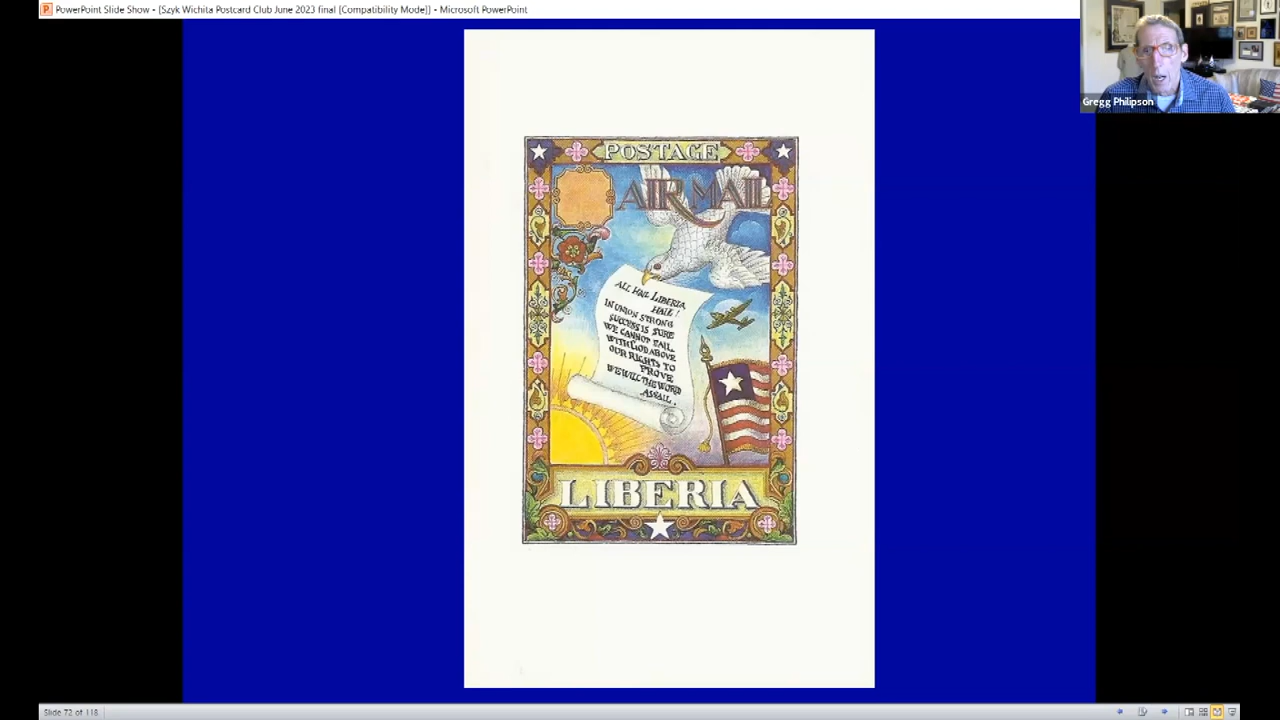 PowerPoint Slide Show - [Szyk Wichita Postcard Club June 2023 final [Compatibility Mode]] - Microsoft PowerPoint
Gregg Philipson
POSTAGE
AIR MAIL
ALL HAIL LIBERIA
HAIL!
IN UNION STRONG
SUCCESS IS SURE
WE CANNOT FAIL,
WITH GOD ABOVE
OUR RIGHTS TO
PROVE
WE WILL THE WORLD
ASSAIL.
LIBERIA
Slide 72 of 118